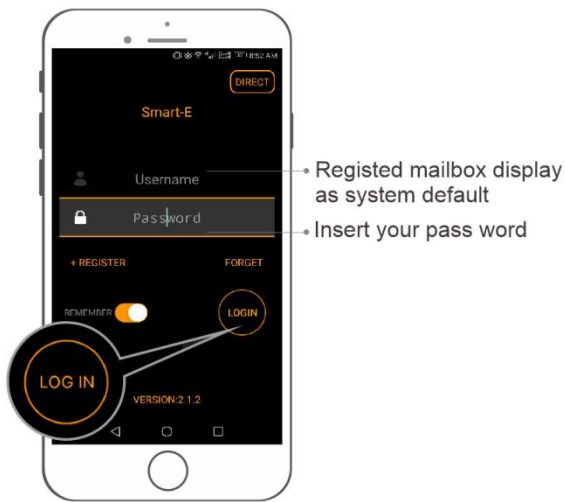 8:52 AM
DIRECT
Smart-E
Username
Registed mailbox display
as system default
Password
Insert your pass word
+ REGISTER
FORGET
REMEMBER
LOGIN
LOG IN
VERSION:2.1.2